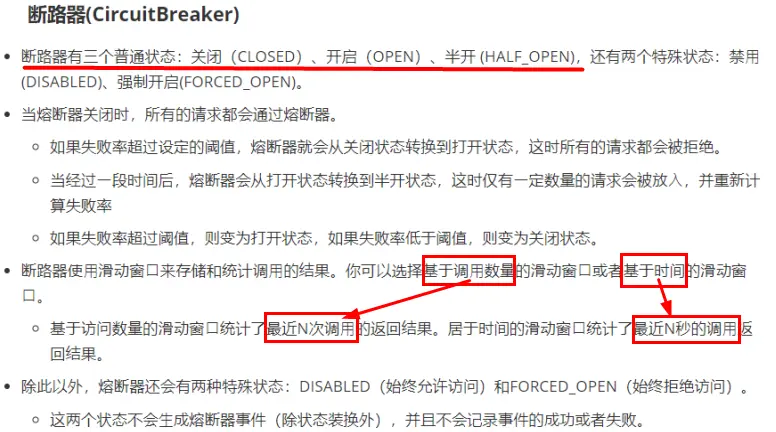 断路器(CircuitBreaker)
断路器有三个普通状态：关闭（CLOSED）、开启（OPEN）、半开 (HALF_OPEN)，还有两个特殊状态：禁用
(DISABLED)、强制开启(FORCED_OPEN)。
当熔断器关闭时，所有的请求都会通过熔断器。
如果失败率超过设定的阈值，熔断器就会从关闭状态转换到打开状态，这时所有的请求都会被拒绝。
当经过一段时间后，熔断器会从打开状态转换到半开状态，这时仅有一定数量的请求会被放入，并重新计
算失败率
如果失败率超过阈值，则变为打开状态，如果失败率低于阈值，则变为关闭状态。
断路器使用滑动窗口来存储和统计调用的结果。你可以选择基于调用数量的滑动窗口或者基于时间的滑动窗
口。
基于访问数量的滑动窗口统计了最近N次调用的返回结果。居于时间的滑动窗口统计了最近N秒的调用返
回结果。
除此以外，熔断器还会有两种特殊状态：DISABLED（始终允许访问）和FORCED_OPEN（始终拒绝访问）。
这两个状态不会生成熔断器事件（除状态装换外），并且不会记录事件的成功或者失败。